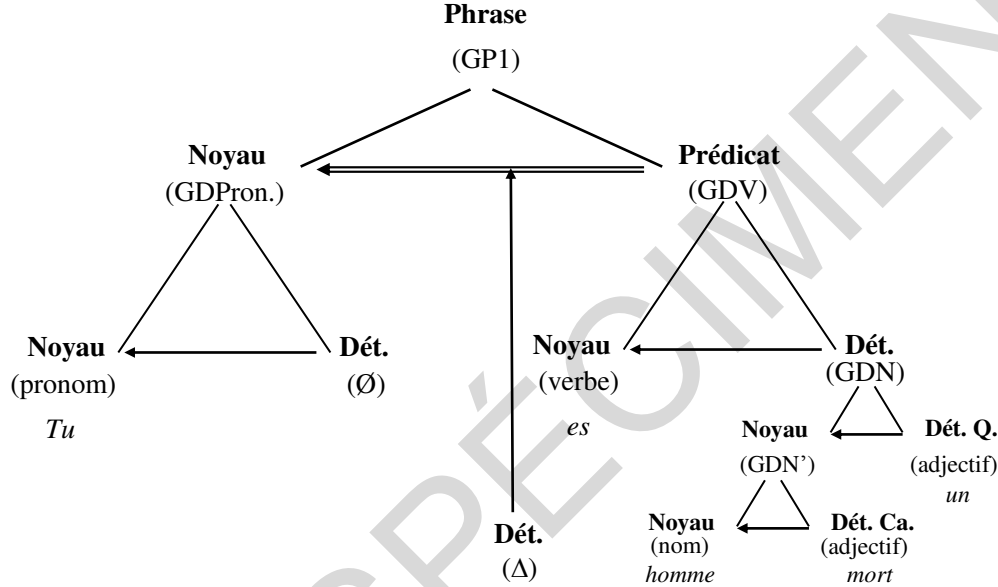 Phrase
(GP1)
Noyau
(GDPron.)
Prédicat
(GDV)
Noyau
(pronom)
Tu
Dét.
(Ø)
Noyau
(verbe)
es
Dét.
(GDN)
Noyau
(GDN’)
Dét. Q.
(adjectif)
un
Noyau
(nom)
homme
Dét. Ca.
(adjectif)
mort
Dét.
(Δ)
SPÉCIMEN